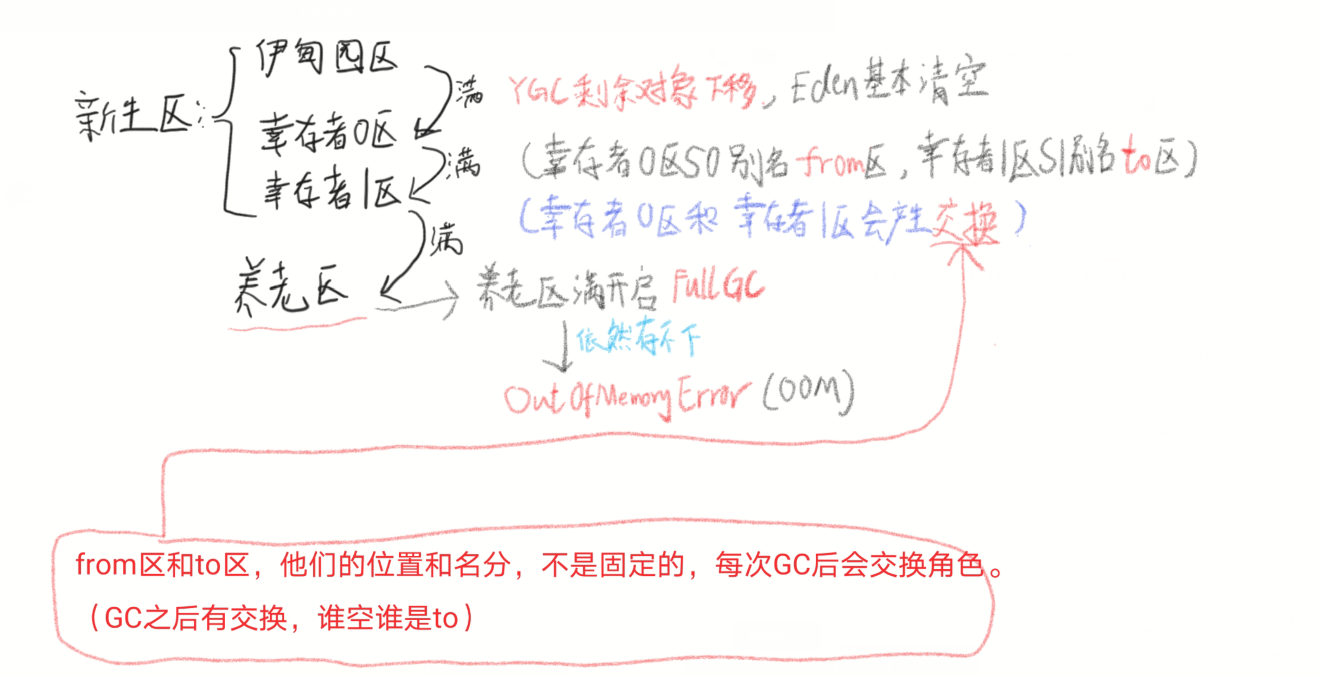 伊甸园区
满
YGC剩余对象下移，Eden基本清空
新生区：
幸存者0区
(幸存者0区S0别名from区，幸存者1区S1别名to区)
满
幸存者1区
(幸存者0区和幸存者1区会产生交换)
满
养老区
养老区满开启FullGC
依然存不下
OutOfMemoryError (OOM)
from区和to区，他们的位置和名分，不是固定的，每次GC后会交换角色。
（GC之后有交换，谁空谁是to）